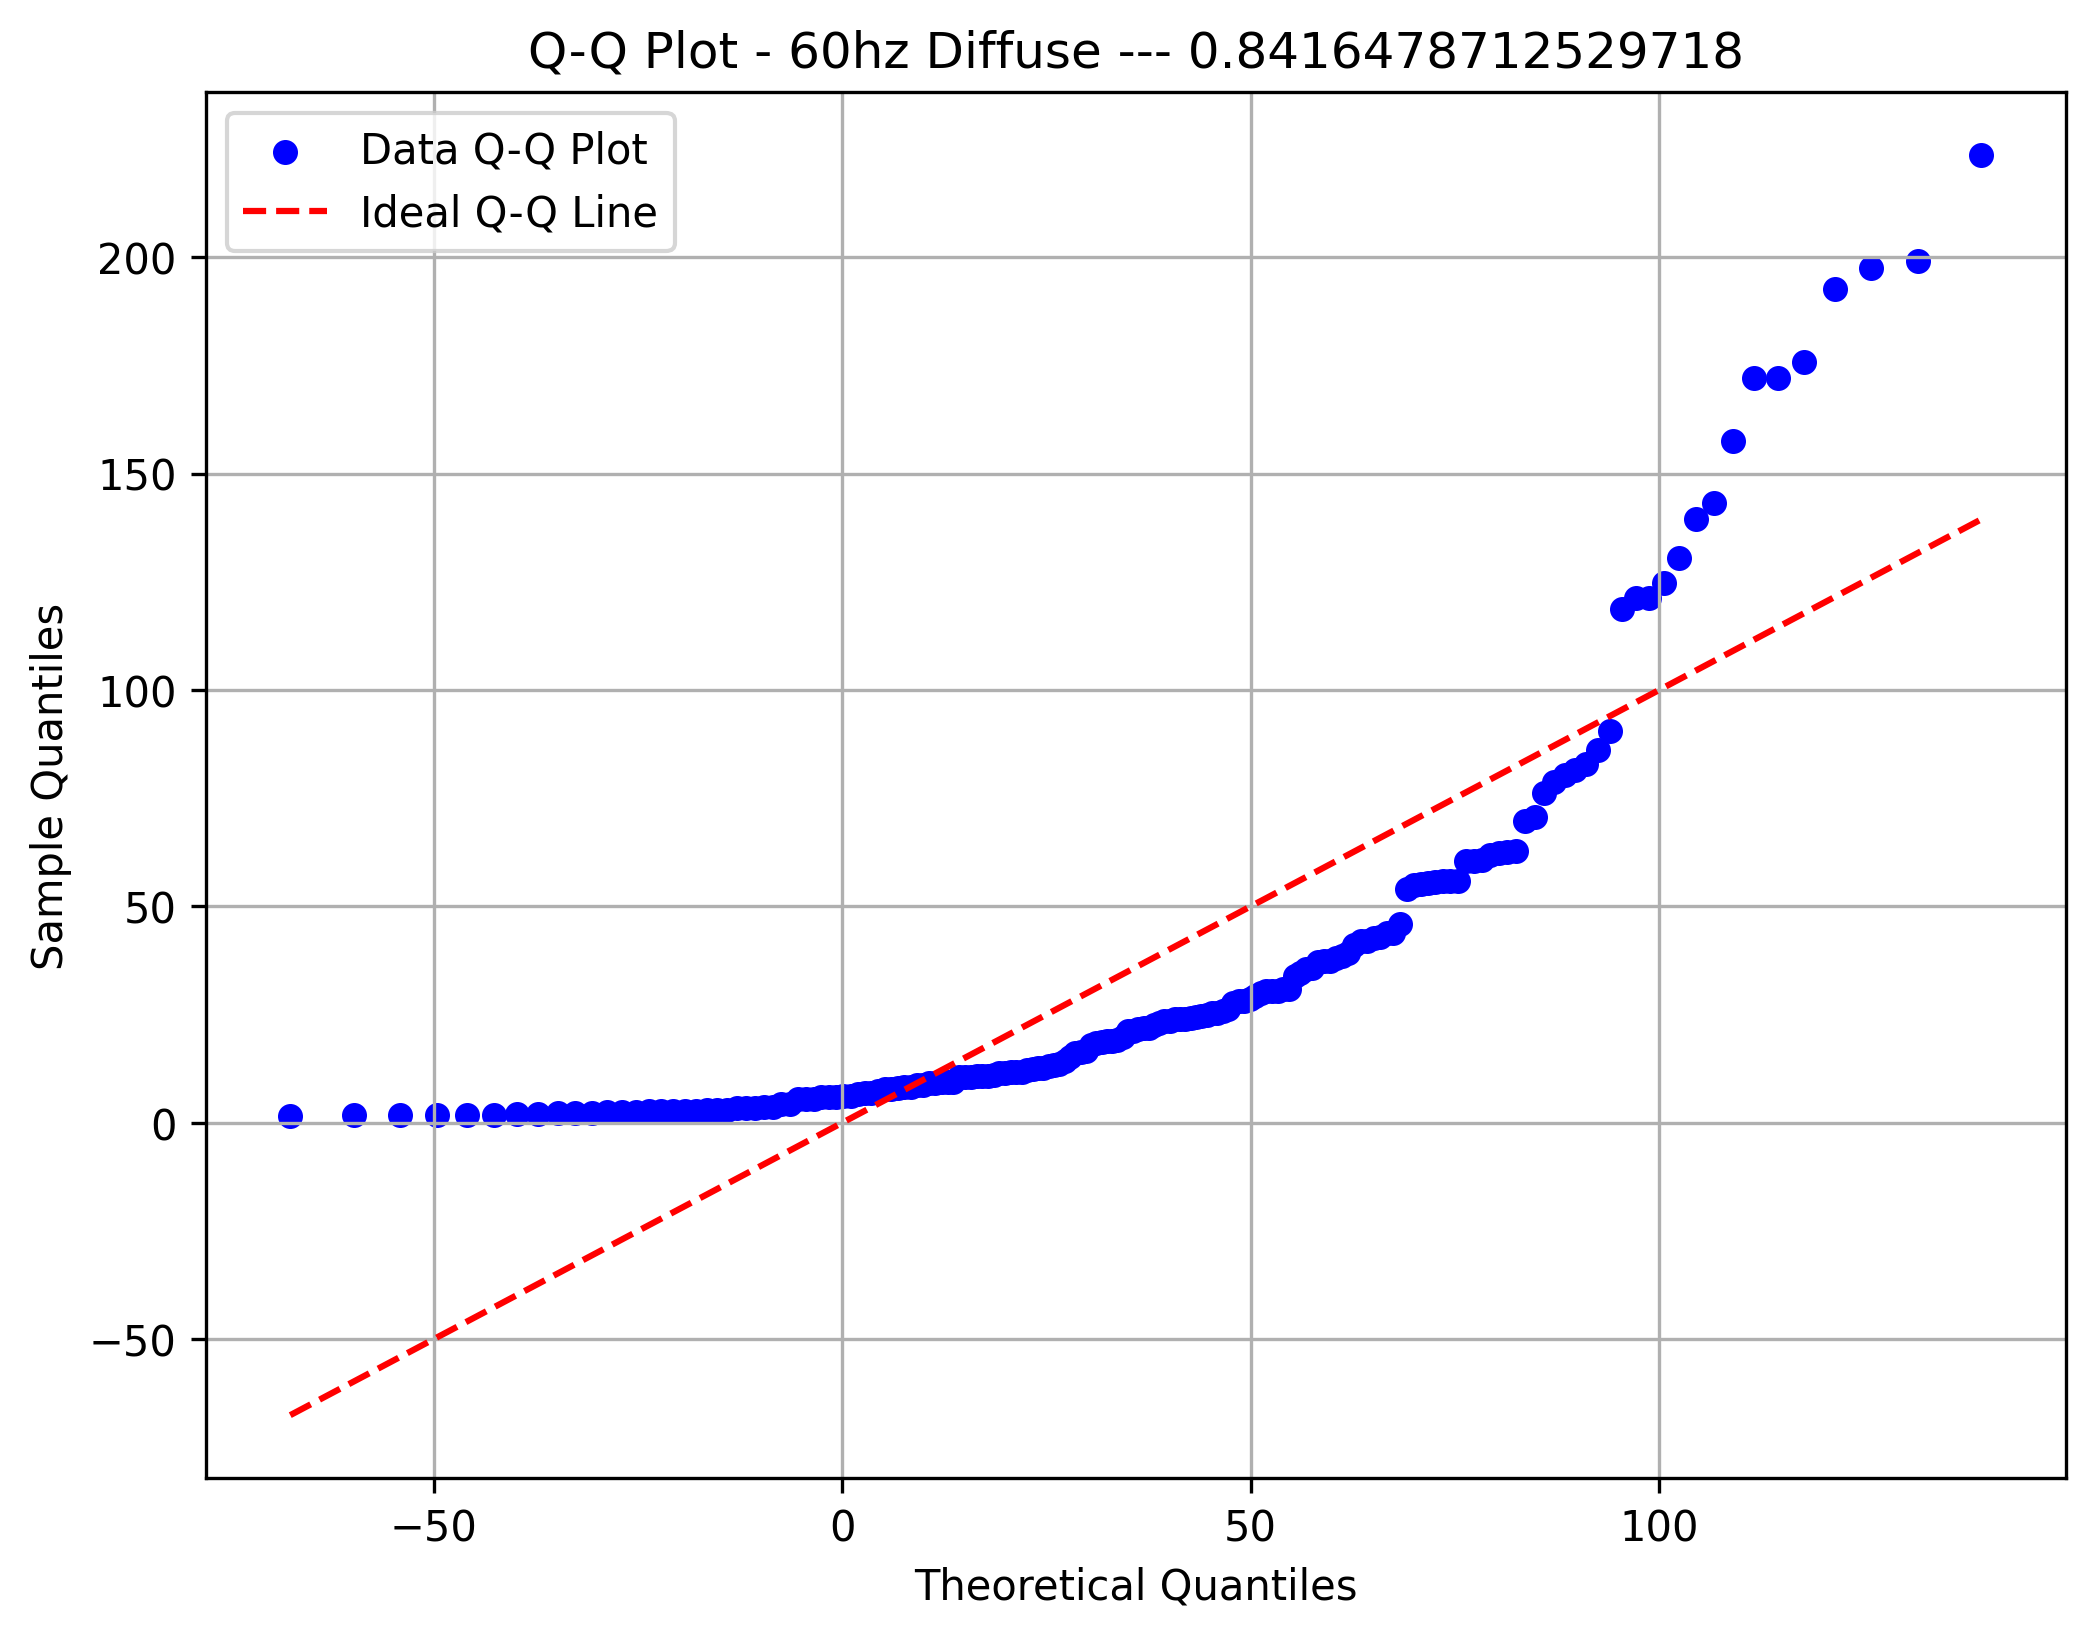 Q-Q Plot - 60hz Diffuse --- 0.8416478712529718
Data Q-Q Plot
Ideal Q-Q Line
200
150
100
50
0
−50
Sample Quantiles
−50 0 50 100
Theoretical Quantiles